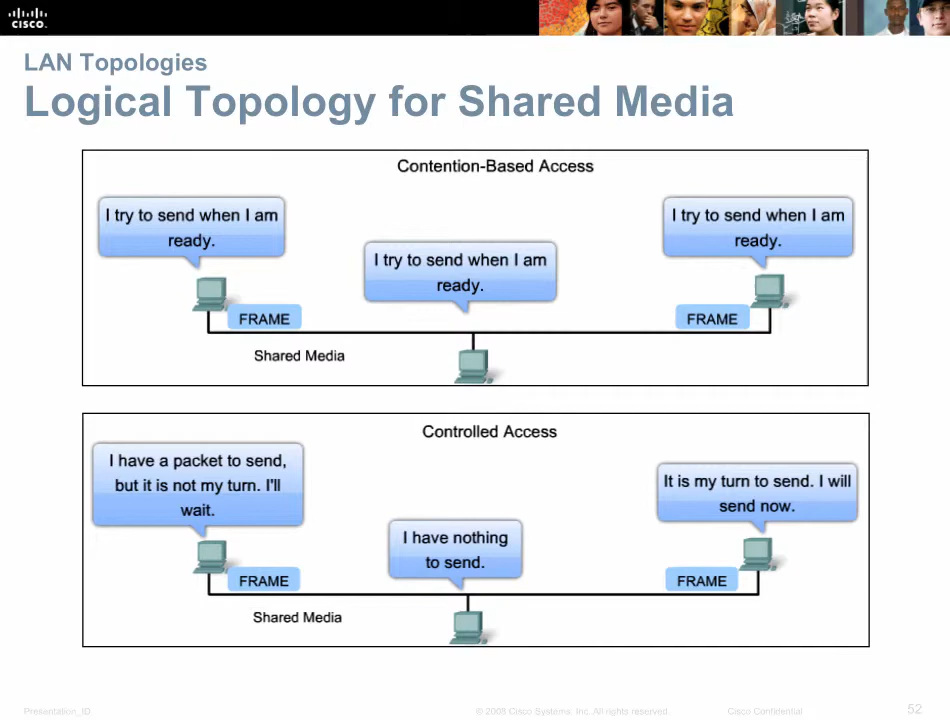 CISCO.
LAN Topologies
Logical Topology for Shared Media
Contention-Based Access
I try to send when I am
ready.
I try to send when I am
ready.
I try to send when I am
ready.
FRAME
FRAME
Shared Media
Controlled Access
I have a packet to send,
but it is not my turn. I'll
wait.
I have nothing
to send.
It is my turn to send. I will
send now.
FRAME
FRAME
Shared Media
Presentation_ID
© 2008 Cisco Systems, Inc. All rights reserved.
Cisco Confidential
52